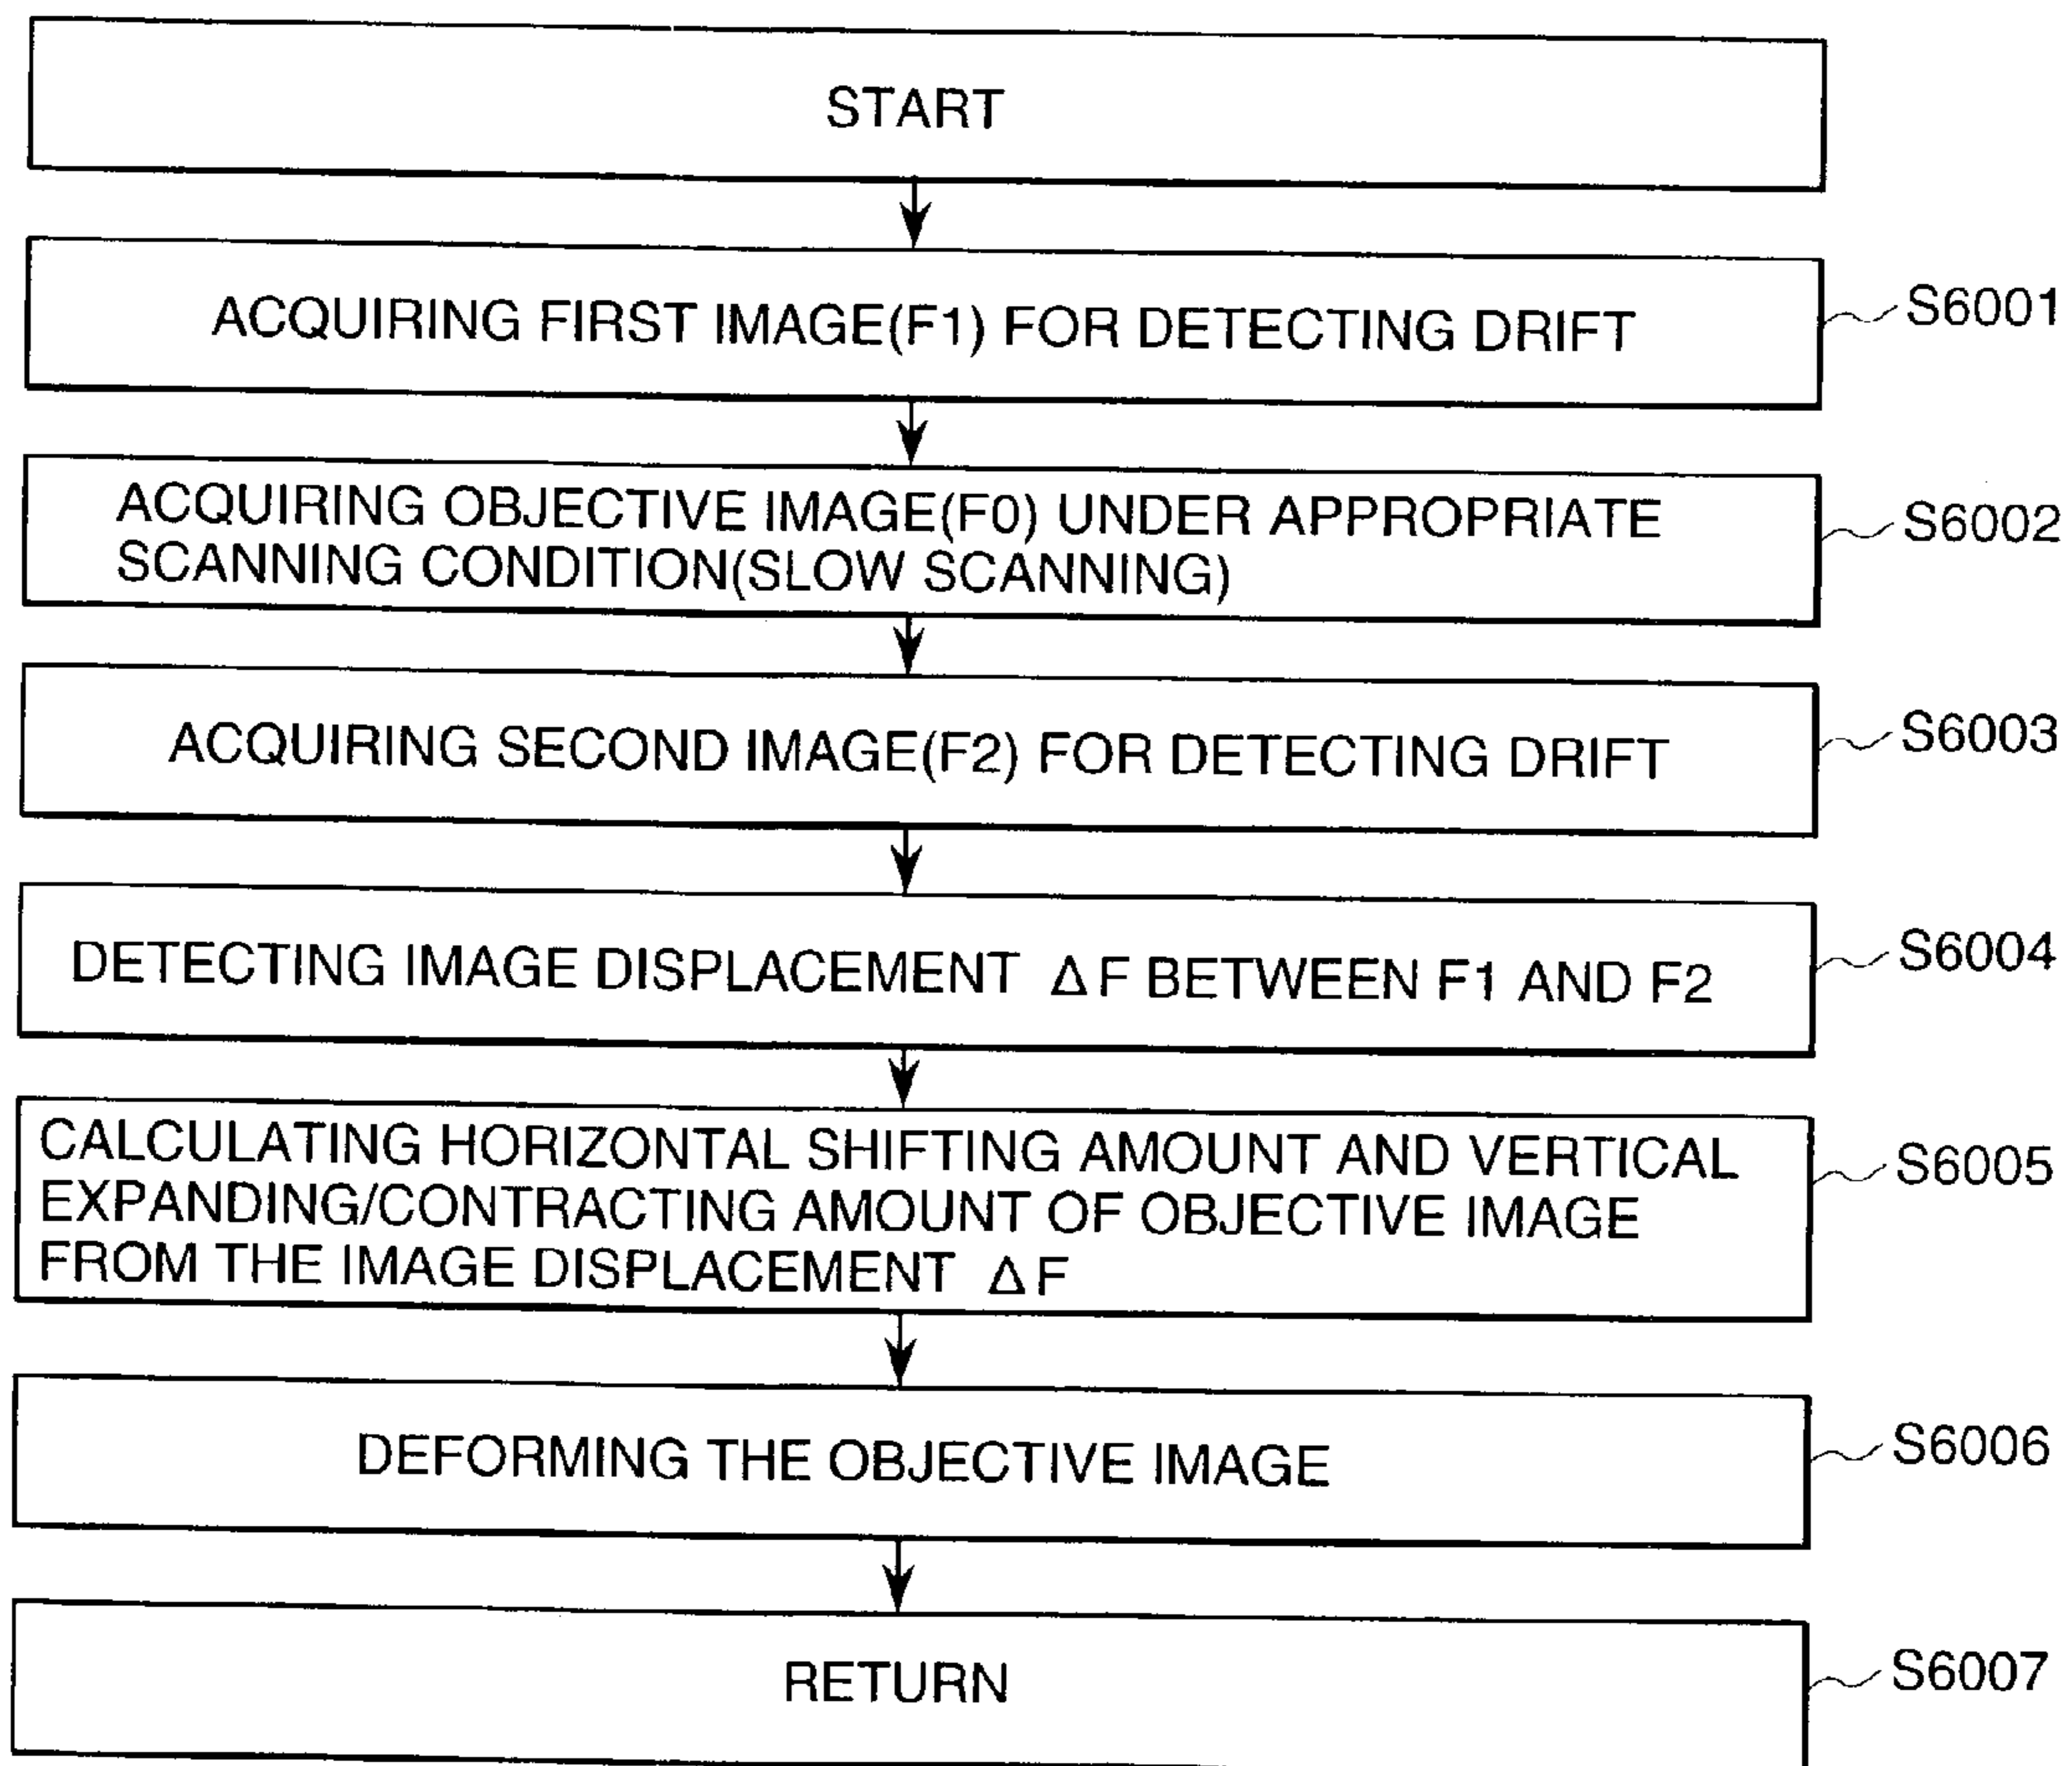 START
ACQUIRING FIRST IMAGE(F1) FOR DETECTING DRIFT
S6001
ACQUIRING OBJECTIVE IMAGE(F0) UNDER APPROPRIATE
SCANNING CONDITION(SLOW SCANNING)
S6002
ACQUIRING SECOND IMAGE(F2) FOR DETECTING DRIFT
S6003
DETECTING IMAGE DISPLACEMENT ΔF BETWEEN F1 AND F2
S6004
CALCULATING HORIZONTAL SHIFTING AMOUNT AND VERTICAL
EXPANDING/CONTRACTING AMOUNT OF OBJECTIVE IMAGE
FROM THE IMAGE DISPLACEMENT ΔF
S6005
DEFORMING THE OBJECTIVE IMAGE
S6006
RETURN
S6007